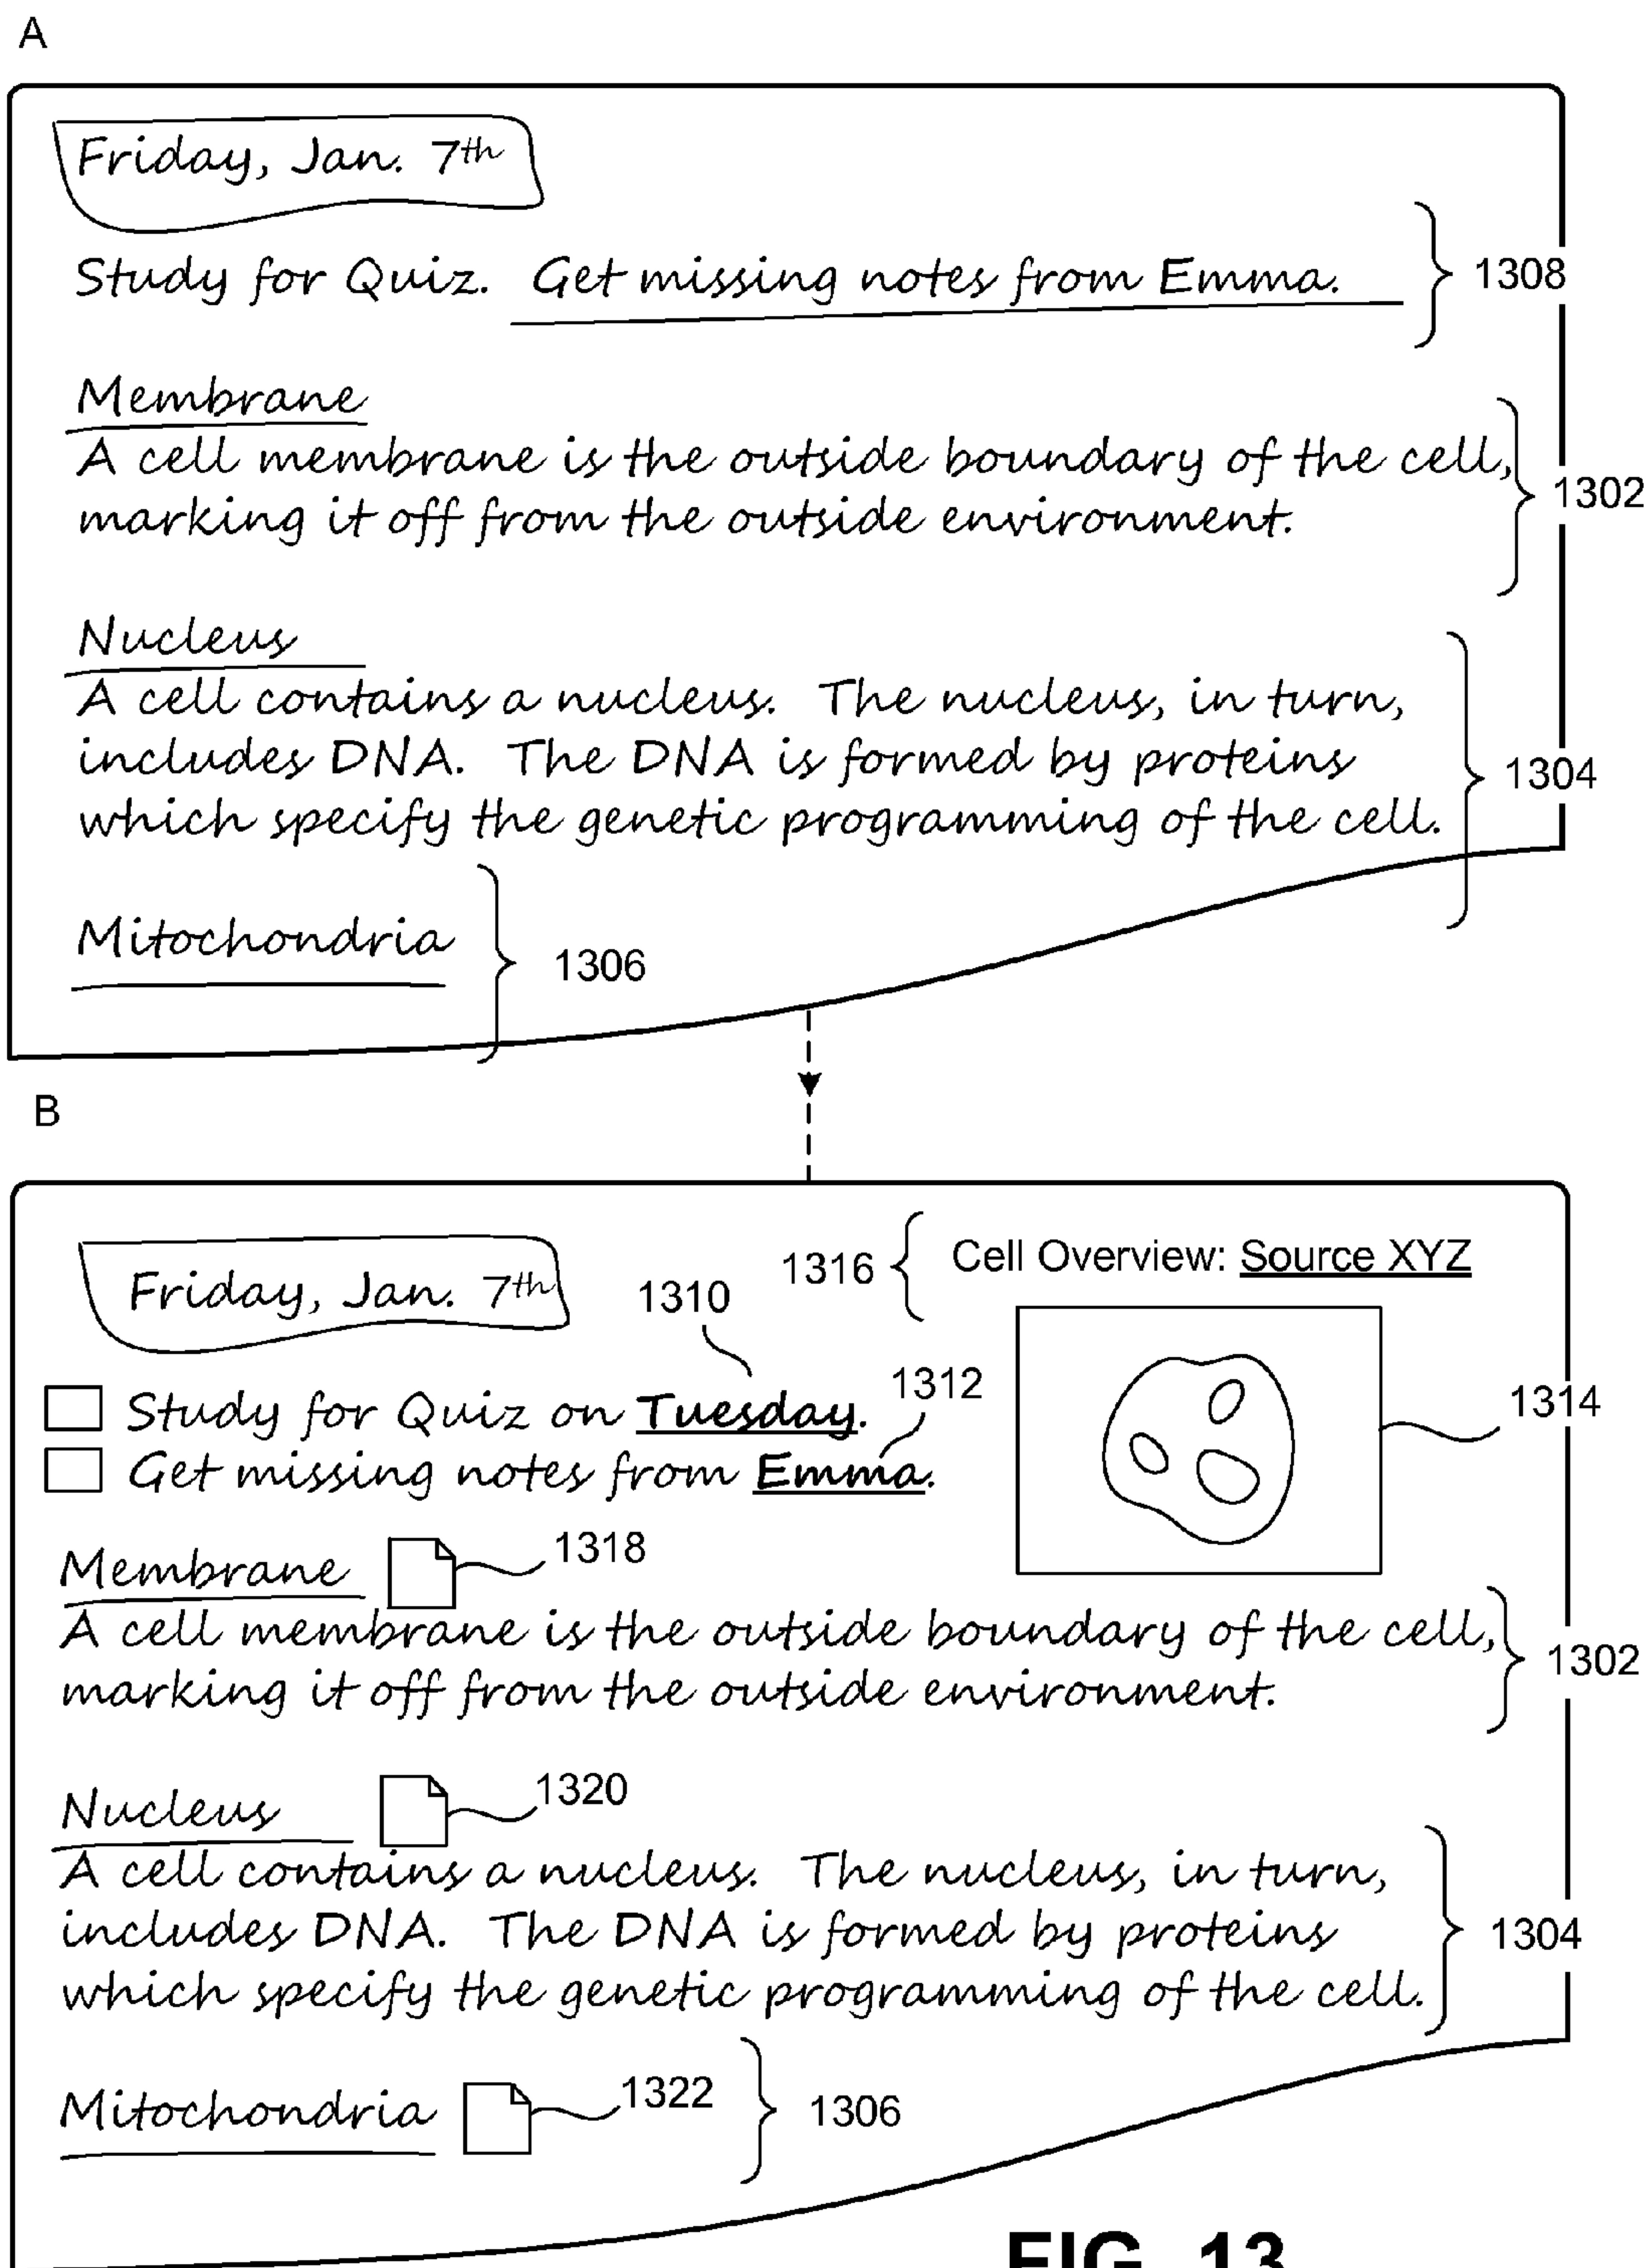 A
Friday, Jan. 7th
Study for Quiz. Get missing notes from Emma.
1308
Membrane
A cell membrane is the outside boundary of the cell,
marking it off from the outside environment.
1302
Nucleus
A cell contains a nucleus. The nucleus, in turn,
includes DNA. The DNA is formed by proteins
which specify the genetic programming of the cell.
1304
Mitochondria
1306
B
Friday, Jan. 7th
1316
Cell Overview: Source XYZ
1310
1312
1314
Study for Quiz on Tuesday.
Get missing notes from Emma.
Membrane
1318
A cell membrane is the outside boundary of the cell,
marking it off from the outside environment.
1302
Nucleus
1320
A cell contains a nucleus. The nucleus, in turn,
includes DNA. The DNA is formed by proteins
which specify the genetic programming of the cell.
1304
Mitochondria
1322
1306
FIG. 13